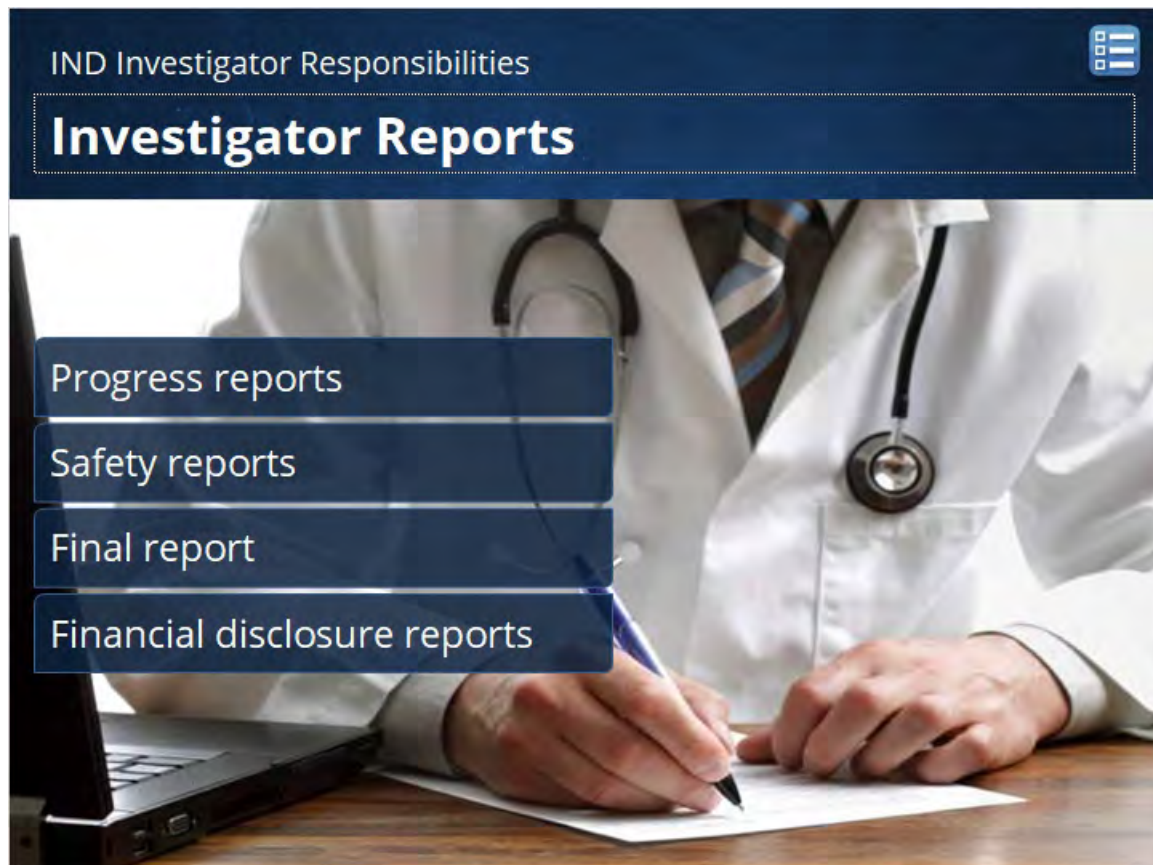 IND Investigator Responsibilities
Investigator Reports
Progress reports
Safety reports
Final report
Financial disclosure reports